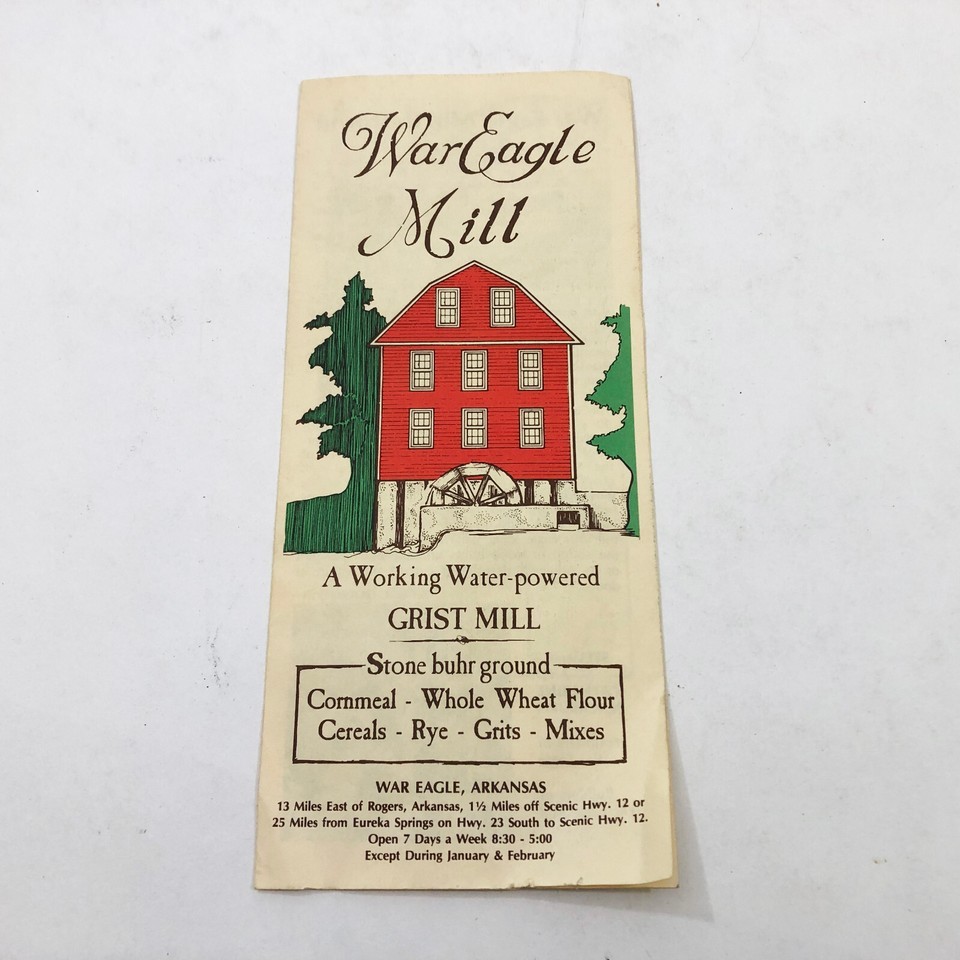 War Eagle
Mill
A Working Water-powered
GRIST MILL
Stone buhr ground
Cornmeal - Whole Wheat Flour
Cereals - Rye - Grits - Mixes
WAR EAGLE, ARKANSAS
13 Miles East of Rogers, Arkansas, 1½ Miles off Scenic Hwy. 12 or
25 Miles from Eureka Springs on Hwy. 23 South to Scenic Hwy. 12.
Open 7 Days a Week 8:30 - 5:00
Except During January & February